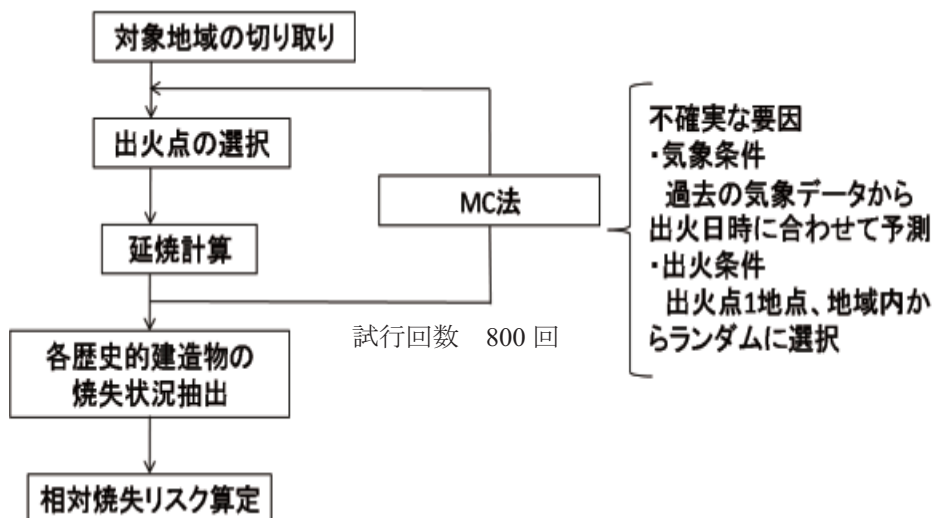 対象地域の切り取り
出火点の選択
延焼計算
MC法
試行回数　800 回
各歴史的建造物の
焼失状況抽出
相対焼失リスク算定
不確実な要因
・気象条件
過去の気象データから
出火日時に合わせて予測
・出火条件
出火点1地点、地域内か
らランダムに選択